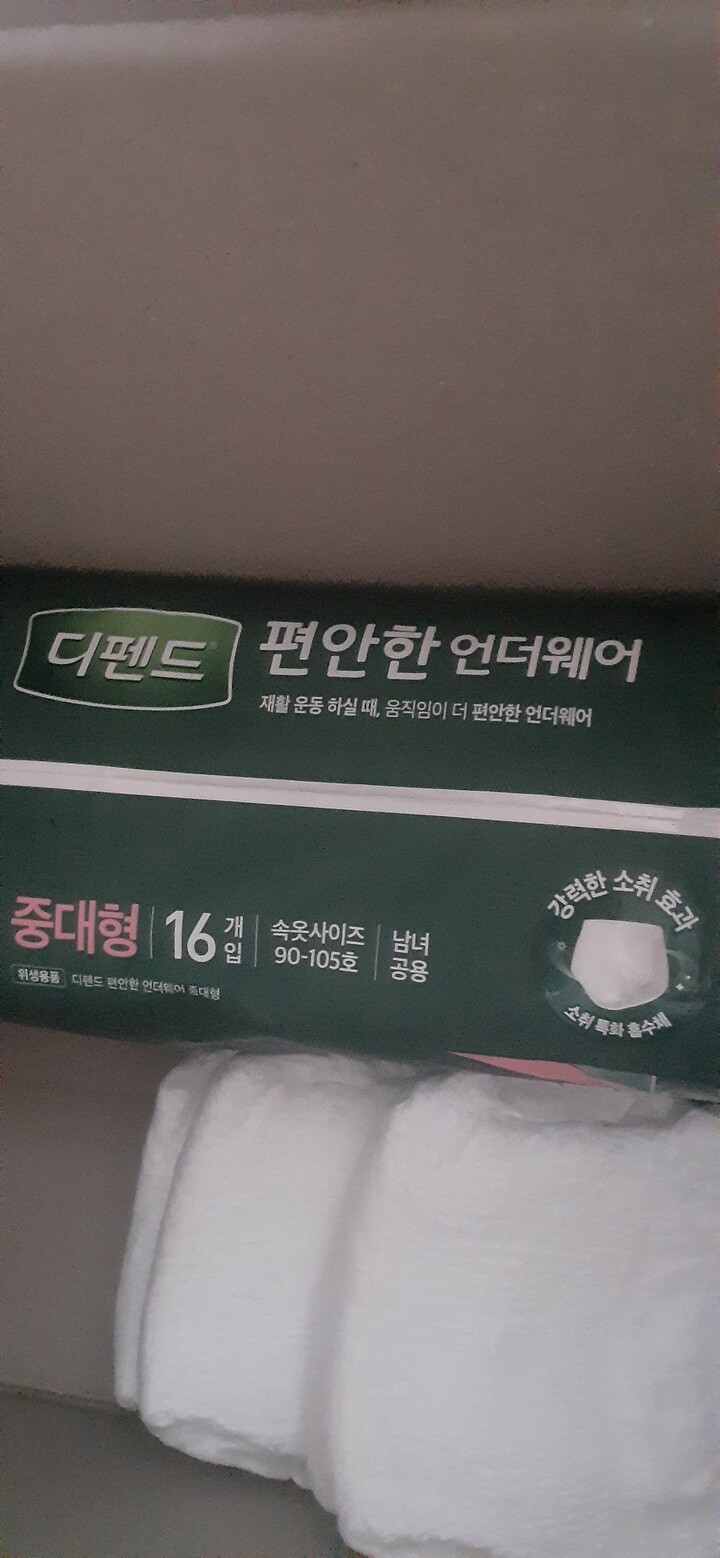 디펜드
편안한 언더웨어
재활 운동 하실 때, 움직임이 더 편안한 언더웨어
중대형
16
개
입
속옷사이즈
90-105호
남녀
공용
위생용품 디펜드 편안한 언더웨어 중대형
강력한 소취 효과
소취 특화 흡수체